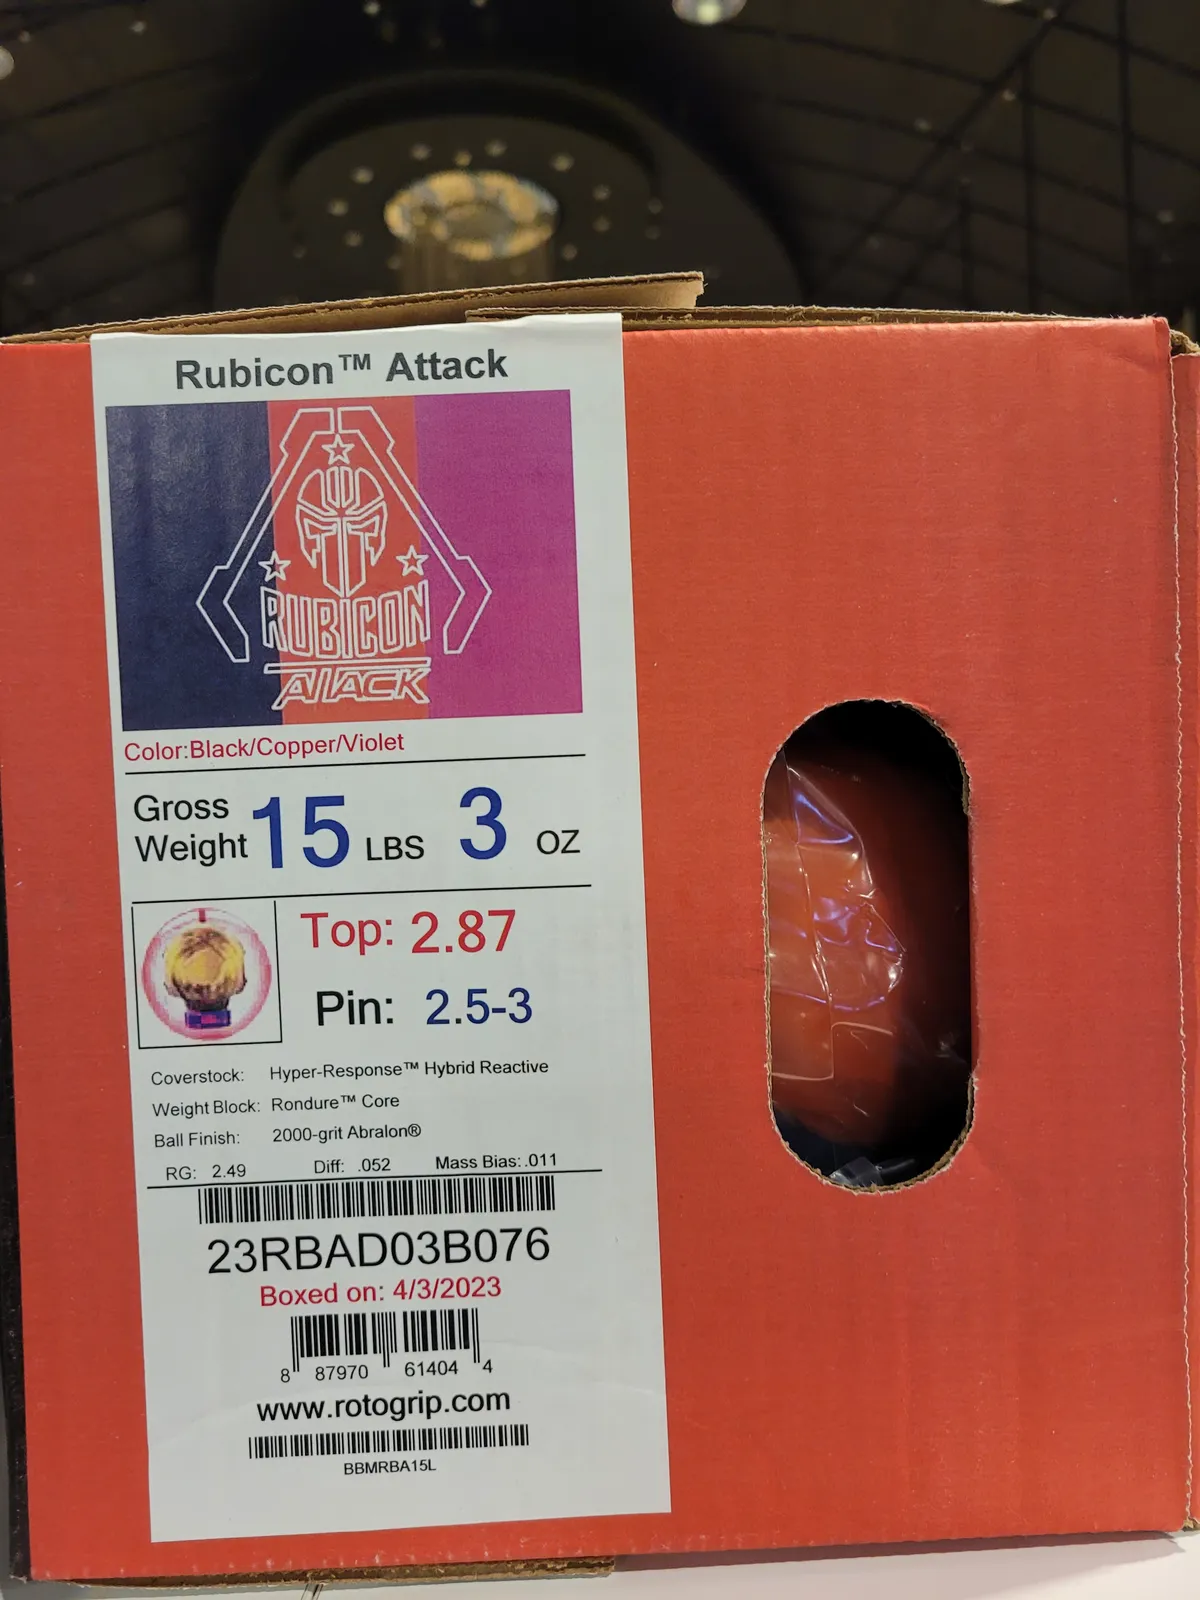 Rubicon™ Attack
RUBICON
ATTACK
Color:Black/Copper/Violet
Gross Weight 15 LBS 3 OZ
Top: 2.87
Pin: 2.5-3
Coverstock: Hyper-Response™ Hybrid Reactive
Weight Block: Rondure™ Core
Ball Finish: 2000-grit Abralon®
RG: 2.49 Diff: .052 Mass Bias: .011
23RBAD03B076
Boxed on: 4/3/2023
8 87970 61404 4
www.rotogrip.com
BBMRBA15L